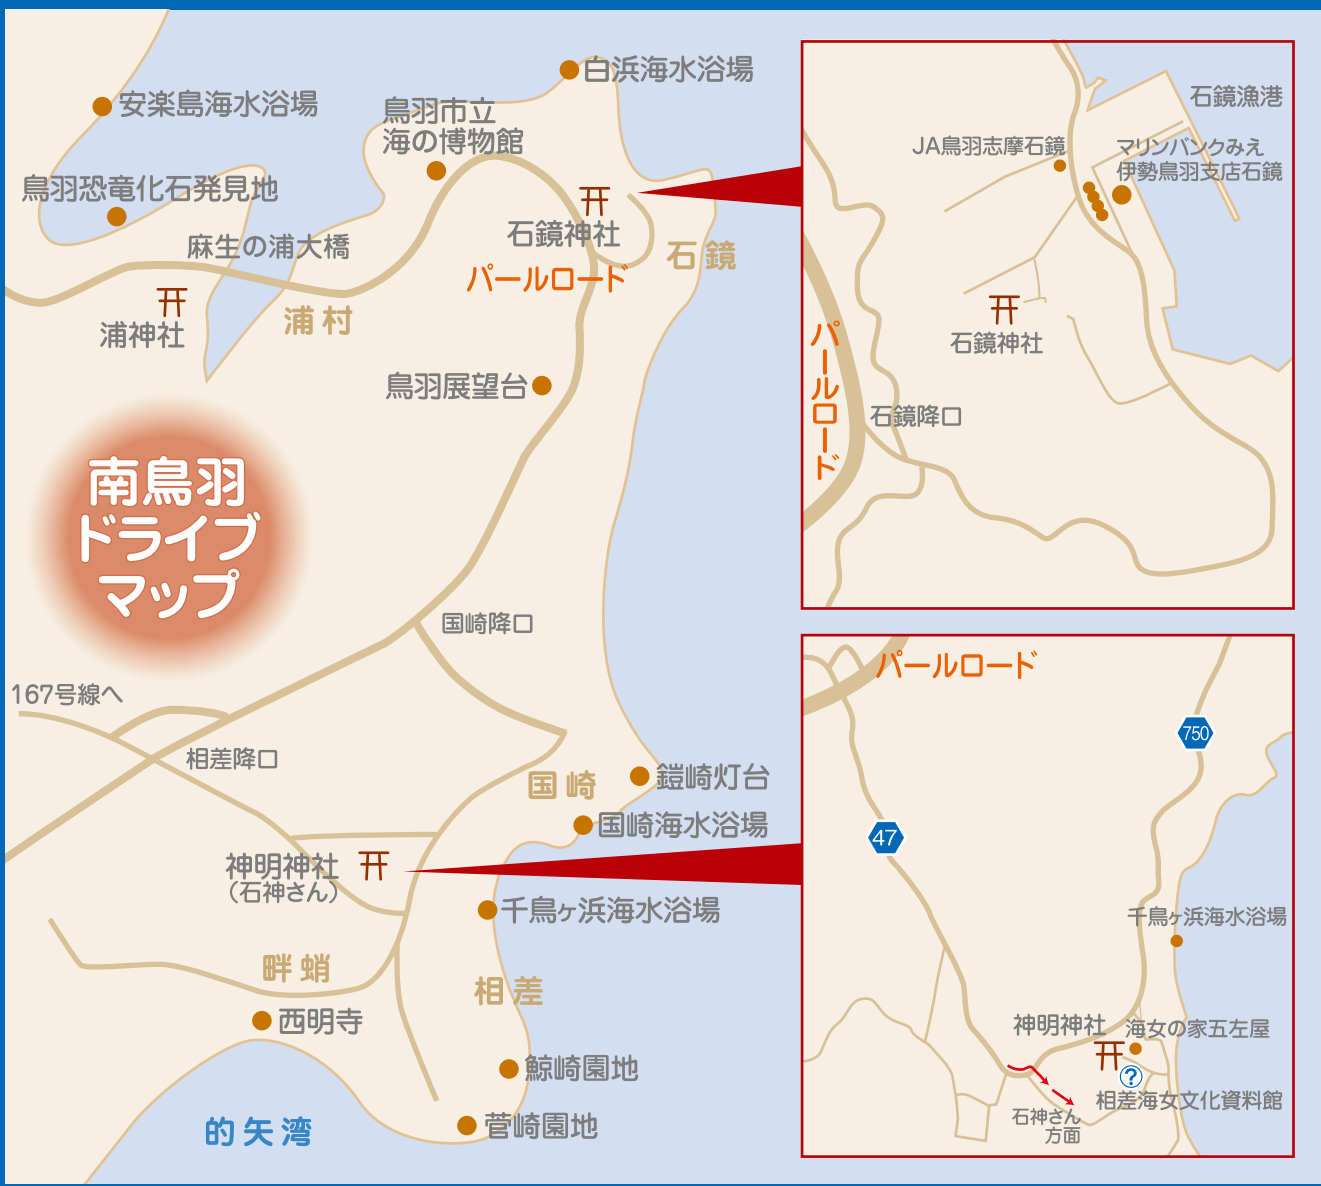 白浜海水浴場
安楽島海水浴場
鳥羽市立
海の博物館
鳥羽恐竜化石発見地
麻生の浦大橋
石鏡神社
石鏡
パールロード
浦村
浦神社
鳥羽展望台
南鳥羽
ドライブ
マップ
国崎降口
167号線へ
相差降口
国崎
鎧崎灯台
国崎海水浴場
神明神社
（石神さん）
千鳥ヶ浜海水浴場
畔蛸
相差
西明寺
鯨崎園地
菅崎園地
的矢湾
石鏡漁港
JA鳥羽志摩石鏡
マリンバンクみえ
伊勢鳥羽支店石鏡
石鏡神社
パールロード
石鏡降口
パールロード
750
47
千鳥ヶ浜海水浴場
神明神社
海女の家五左屋
?
相差海女文化資料館
石神さん
方面